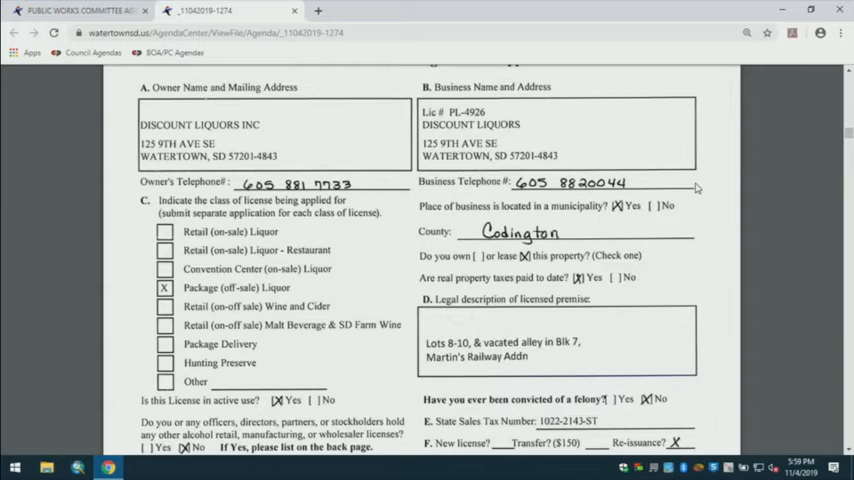 PUBLIC WORKS COMMITTEE AG
_11042019-1274
watertownsd.us/AgendaCenter/ViewFile/Agenda/_11042019-1274
Apps
Council Agendas
BOA/PC Agendas
A. Owner Name and Mailing Address
DISCOUNT LIQUORS INC
125 9TH AVE SE
WATERTOWN, SD 57201-4843
Owner's Telephone#: 605 881 7733
C. Indicate the class of license being applied for
(submit separate application for each class of license).
Retail (on-sale) Liquor
Retail (on-sale) Liquor - Restaurant
Convention Center (on-sale) Liquor
X Package (off-sale) Liquor
Retail (on-off sale) Wine and Cider
Retail (on-off sale) Malt Beverage & SD Farm Wine
Package Delivery
Hunting Preserve
Other
Is this License in active use? [X] Yes [ ] No
Do you or any officers, directors, partners, or stockholders hold
any other alcohol retail, manufacturing, or wholesaler licenses?
[ ] Yes [X] No If Yes, please list on the back page.
B. Business Name and Address
Lic# PL-4926
DISCOUNT LIQUORS
125 9TH AVE SE
WATERTOWN, SD 57201-4843
Business Telephone #: 605 8820044
Place of business is located in a municipality? [X] Yes [ ] No
County: Codington
Do you own [ ] or lease [X] this property? (Check one)
Are real property taxes paid to date? [X] Yes [ ] No
D. Legal description of licensed premise:
Lots 8-10, & vacated alley in Blk 7,
Martin's Railway Addn
Have you ever been convicted of a felony? [ ] Yes [X] No
E. State Sales Tax Number: 1022-2143-ST
F. New license? ___ Transfer? ($150) ___ Re-issuance? X
5:59 PM
11/4/2019